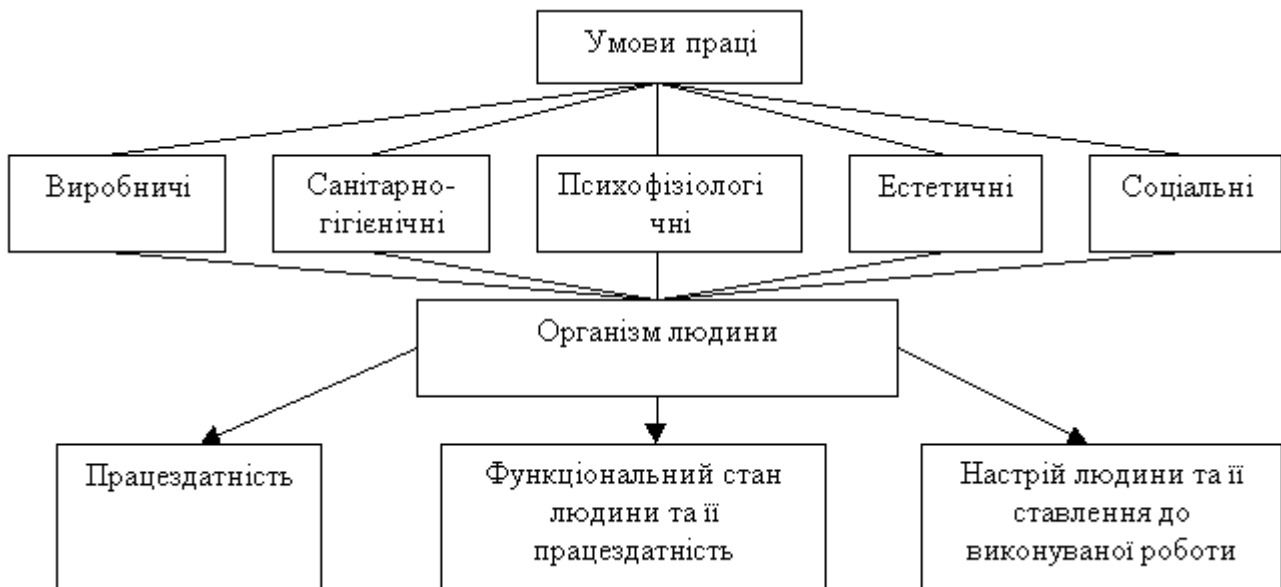 Умови праці
Виробничі
Санітарно-
гігієнічні
Психофізіологі
чні
Естетичні
Соціальні
Організм людини
Працездатність
Функціональний стан
людини та її
працездатність
Настрій людини та її
ставлення до
виконуваної роботи